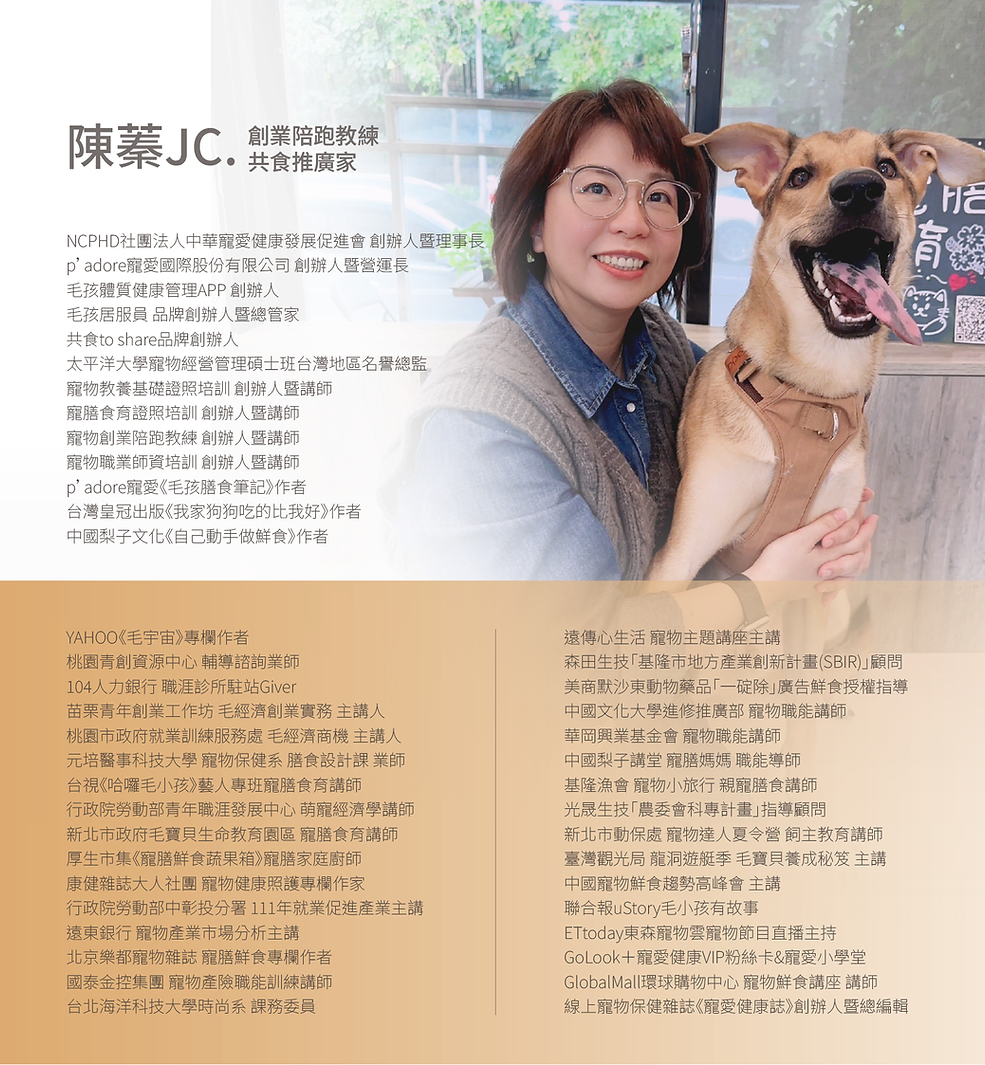 陳蓁JC.
創業陪跑教練
共食推廣家
NCPHD社團法人中華寵愛健康發展促進會 創辦人暨理事長
p’adore寵愛國際股份有限公司 創辦人暨營運長
毛孩體質健康管理APP 創辦人
毛孩居服員 品牌創辦人暨總管家
共食to share品牌創辦人
太平洋大學寵物經營管理碩士班台灣地區名譽總監
寵物教養基礎證照培訓 創辦人暨講師
寵膳食育證照培訓 創辦人暨講師
寵物創業陪跑教練 創辦人暨講師
寵物職業師資培訓 創辦人暨講師
p’adore寵愛《毛孩膳食筆記》作者
台灣皇冠出版《我家狗狗吃的比我好》作者
中國梨子文化《自己動手做鮮食》作者
育
YAHOO《毛宇宙》專欄作者
桃園青創資源中心 輔導諮詢業師
104人力銀行 職涯診所駐站Giver
苗栗青年創業工作坊 毛經濟創業實務 主講人
桃園市政府就業訓練服務處 毛經濟商機 主講人
元培醫事科技大學 寵物保健系 膳食設計課 業師
台視《哈囉毛小孩》藝人專班寵膳食育講師
行政院勞動部青年職涯發展中心 萌寵經濟學講師
新北市政府毛寶貝生命教育園區 寵膳食育講師
厚生市集《寵膳鮮食蔬果箱》寵膳家庭廚師
康健雜誌大人社團 寵物健康照護專欄作家
行政院勞動部中彰投分署 111年就業促進產業主講
遠東銀行 寵物產業市場分析主講
北京樂都寵物雜誌 寵膳鮮食專欄作者
國泰金控集團 寵物產險職能訓練講師
台北海洋科技大學時尚系 課務委員
遠傳心生活 寵物主題講座主講
森田生技「基隆市地方產業創新計畫(SBIR)」顧問
美商默沙東動物藥品「一碇除」廣告鮮食授權指導
中國文化大學進修推廣部 寵物職能講師
華岡興業基金會 寵物職能講師
中國梨子講堂 寵膳媽媽 職能導師
基隆漁會 寵物小旅行 親寵膳食講師
光晟生技「農委會科專計畫」指導顧問
新北市動保處 寵物達人夏令營 飼主教育講師
臺灣觀光局 龍洞遊艇季 毛寶貝養成秘笈 主講
中國寵物鮮食趨勢高峰會 主講
聯合報uStory毛小孩有故事
ETtoday東森寵物雲寵物節目直播主持
GoLook＋寵愛健康VIP粉絲卡&寵愛小學堂
GlobalMall環球購物中心 寵物鮮食講座 講師
線上寵物保健雜誌《寵愛健康誌》創辦人暨總編輯